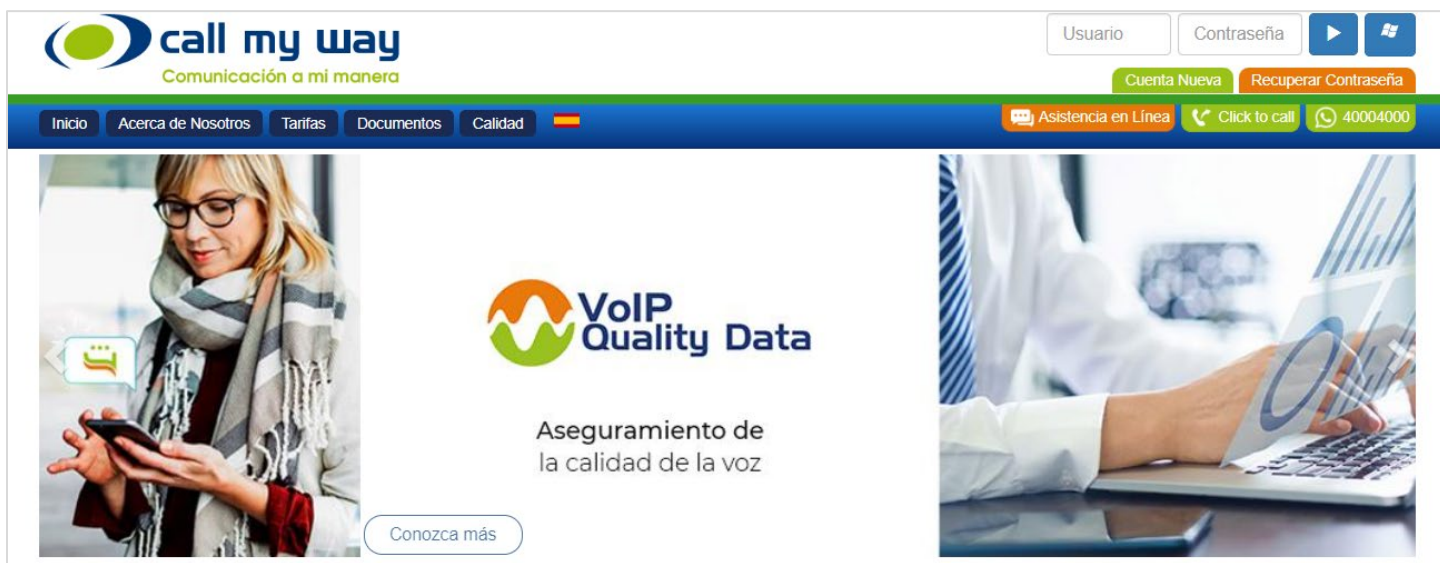 call my way
Comunicación a mi manera
Usuario
Contraseña
Cuenta Nueva
Recuperar Contraseña
Inicio
Acerca de Nosotros
Tarifas
Documentos
Calidad
Asistencia en Línea
Click to call
40004000
VoIP
Quality Data
Aseguramiento de
la calidad de la voz
Conozca más